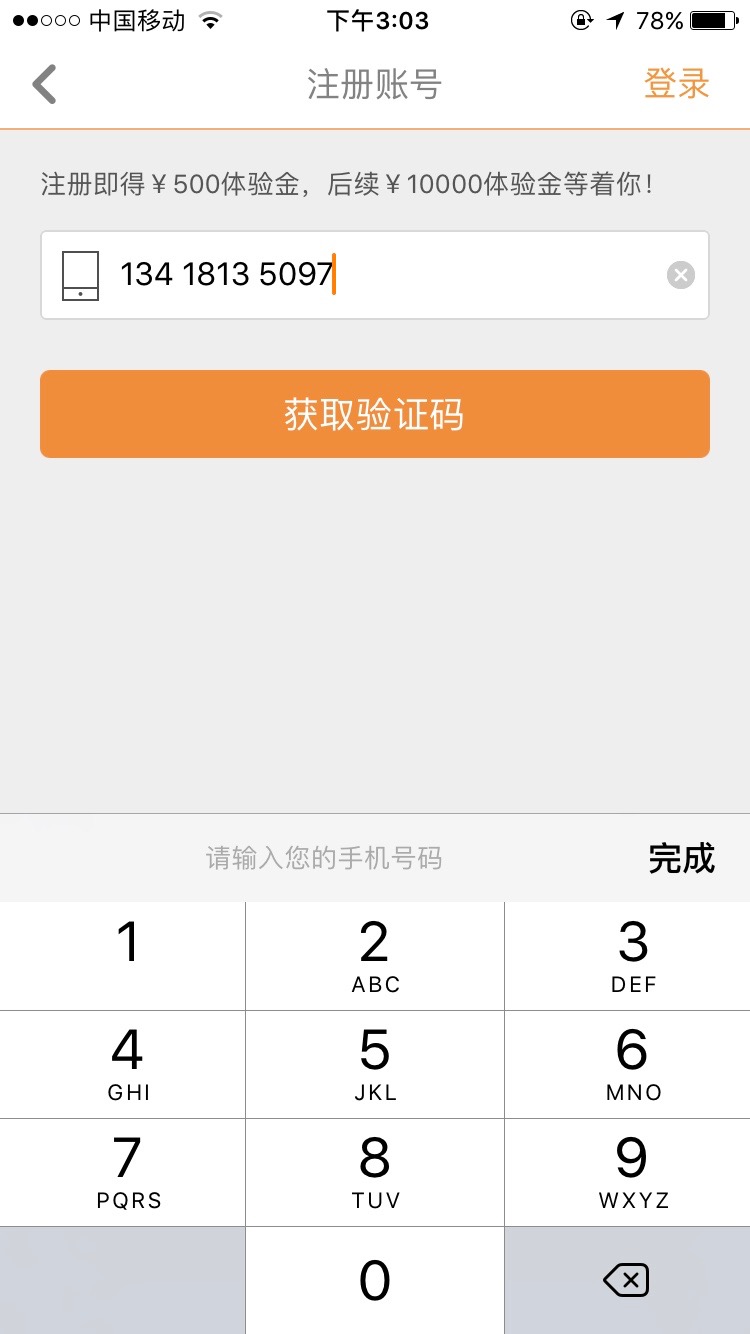 中国移动 下午3:03 78%
注册账号 登录
注册即得￥500体验金，后续￥10000体验金等着你！
134 1813 5097
获取验证码
请输入您的手机号码 完成
1 2 3
ABC DEF
4 5 6
GHI JKL MNO
7 8 9
PQRS TUV WXYZ
0